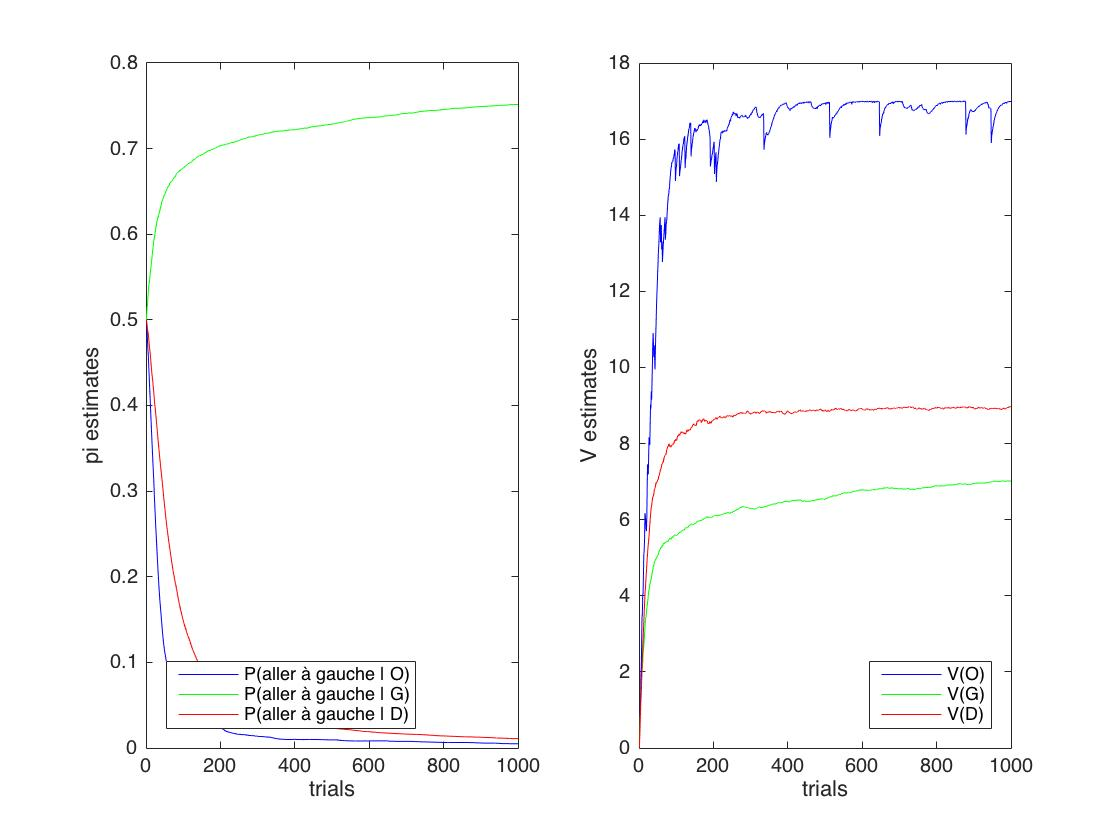 0.8
0.7
0.6
0.5
0.4
0.3
0.2
0.1
0
pi estimates
P(aller à gauche | O)
P(aller à gauche | G)
P(aller à gauche | D)
0 200 400 600 800 1000
trials
18
16
14
12
10
8
6
4
2
0
V estimates
V(O)
V(G)
V(D)
0 200 400 600 800 1000
trials